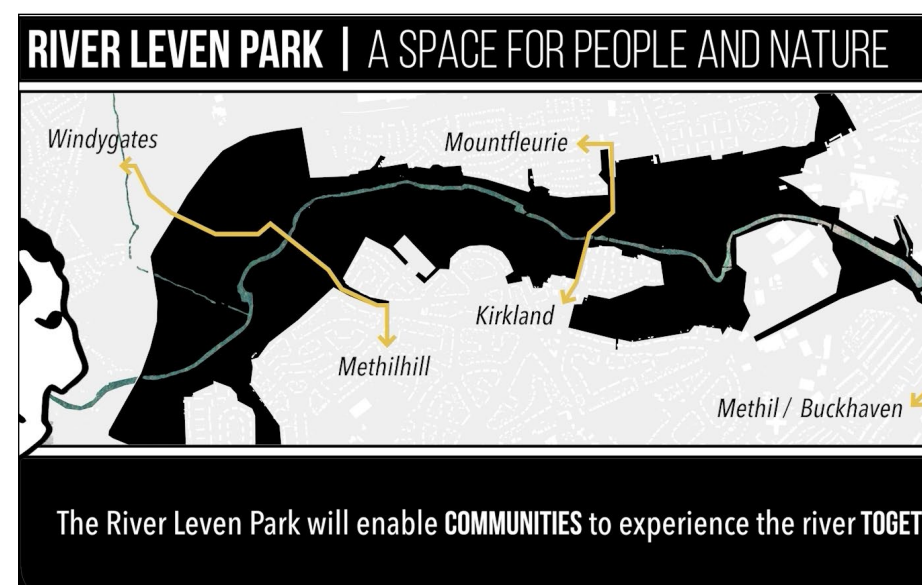 RIVER LEVEN PARK | A SPACE FOR PEOPLE AND NATURE
Windygates
Mountfleurie
Kirkland
Methilhill
Methil / Buckhaven
The River Leven Park will enable COMMUNITIES to experience the river TOGET